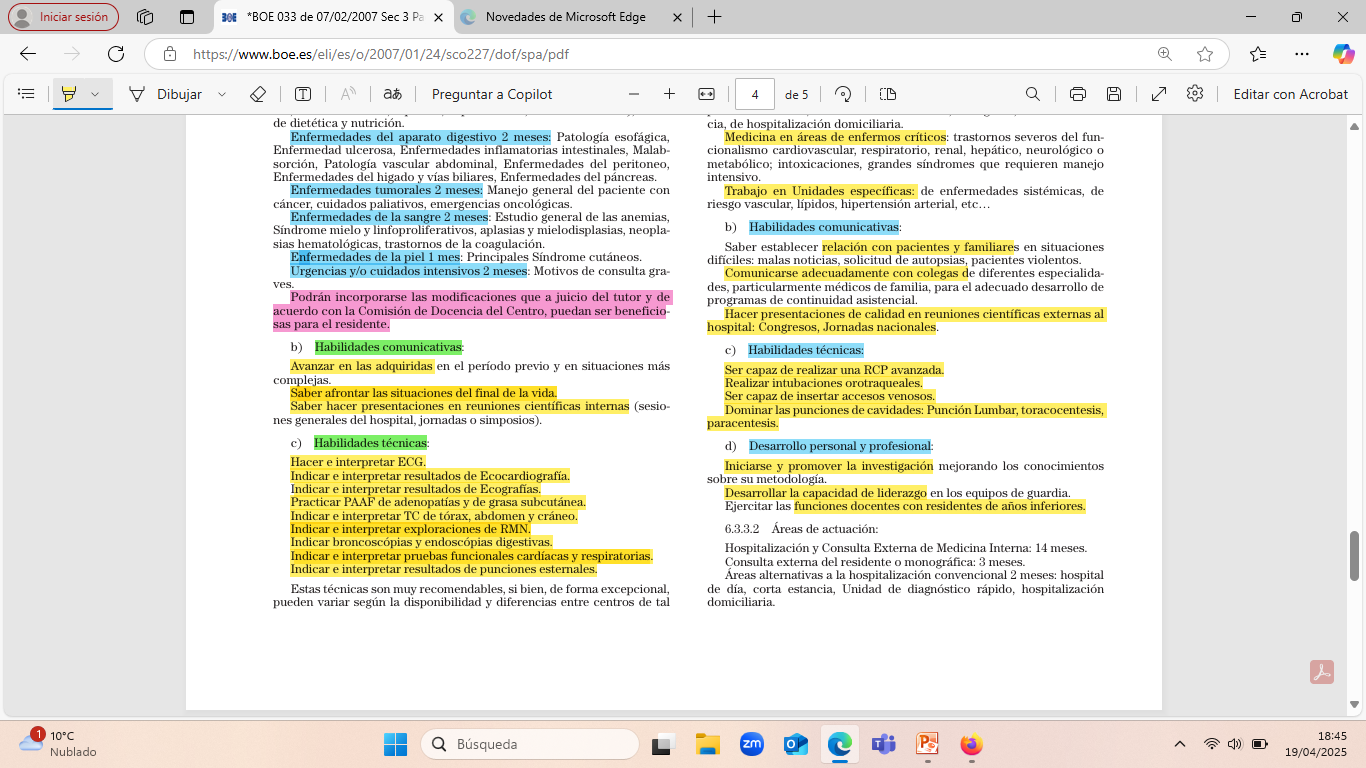 Iniciar sesión
*BOE 033 de 07/02/2007 Sec 3 Pa
Novedades de Microsoft Edge
https://www.boe.es/eli/es/o/2007/01/24/sco227/dof/spa/pdf
Dibujar
Preguntar a Copilot
4 de 5
Editar con Acrobat
de dietética y nutrición.
Enfermedades del aparato digestivo 2 meses: Patología esofágica,
Enfermedad ulcerosa, Enfermedades inflamatorias intestinales, Malab-
sorción, Patología vascular abdominal, Enfermedades del peritoneo,
Enfermedades del higado y vías biliares, Enfermedades del páncreas.
Enfermedades tumorales 2 meses: Manejo general del paciente con
cáncer, cuidados paliativos, emergencias oncológicas.
Enfermedades de la sangre 2 meses: Estudio general de las anemias,
Síndrome mielo y linfoproliferativos, aplasias y mielodisplasias, neopla-
sias hematológicas, trastornos de la coagulación.
Enfermedades de la piel 1 mes: Principales Síndrome cutáneos.
Urgencias y/o cuidados intensivos 2 meses: Motivos de consulta gra-
ves.
Podrán incorporarse las modificaciones que a juicio del tutor y de
acuerdo con la Comisión de Docencia del Centro, puedan ser beneficio-
sas para el residente.
b) Habilidades comunicativas:
Avanzar en las adquiridas en el período previo y en situaciones más
complejas.
Saber afrontar las situaciones del final de la vida.
Saber hacer presentaciones en reuniones científicas internas (sesio-
nes generales del hospital, jornadas o simposios).
c) Habilidades técnicas:
Hacer e interpretar ECG.
Indicar e interpretar resultados de Ecocardiografía.
Indicar e interpretar resultados de Ecografías.
Practicar PAAF de adenopatías y de grasa subcutánea.
Indicar e interpretar TC de tórax, abdomen y cráneo.
Indicar e interpretar exploraciones de RMN.
Indicar broncoscópias y endoscópias digestivas.
Indicar e interpretar pruebas funcionales cardíacas y respiratorias.
Indicar e interpretar resultados de punciones esternales.
Estas técnicas son muy recomendables, si bien, de forma excepcional,
pueden variar según la disponibilidad y diferencias entre centros de tal
cia, de hospitalización domiciliaria.
Medicina en áreas de enfermos críticos: trastornos severos del fun-
cionalismo cardiovascular, respiratorio, renal, hepático, neurológico o
metabólico; intoxicaciones, grandes síndromes que requieren manejo
intensivo.
Trabajo en Unidades específicas: de enfermedades sistémicas, de
riesgo vascular, lípidos, hipertensión arterial, etc…
b) Habilidades comunicativas:
Saber establecer relación con pacientes y familiares en situaciones
difíciles: malas noticias, solicitud de autopsias, pacientes violentos.
Comunicarse adecuadamente con colegas de diferentes especialida-
des, particularmente médicos de familia, para el adecuado desarrollo de
programas de continuidad asistencial.
Hacer presentaciones de calidad en reuniones científicas externas al
hospital: Congresos, Jornadas nacionales.
c) Habilidades técnicas:
Ser capaz de realizar una RCP avanzada.
Realizar intubaciones orotraqueales.
Ser capaz de insertar accesos venosos.
Dominar las punciones de cavidades: Punción Lumbar, toracocentesis,
paracentesis.
d) Desarrollo personal y profesional:
Iniciarse y promover la investigación mejorando los conocimientos
sobre su metodología.
Desarrollar la capacidad de liderazgo en los equipos de guardia.
Ejercitar las funciones docentes con residentes de años inferiores.
6.3.3.2 Áreas de actuación:
Hospitalización y Consulta Externa de Medicina Interna: 14 meses.
Consulta externa del residente o monográfica: 3 meses.
Áreas alternativas a la hospitalización convencional 2 meses: hospital
de día, corta estancia, Unidad de diagnóstico rápido, hospitalización
domiciliaria.
1
10°C
Nublado
Búsqueda
zm
18:45
19/04/2025